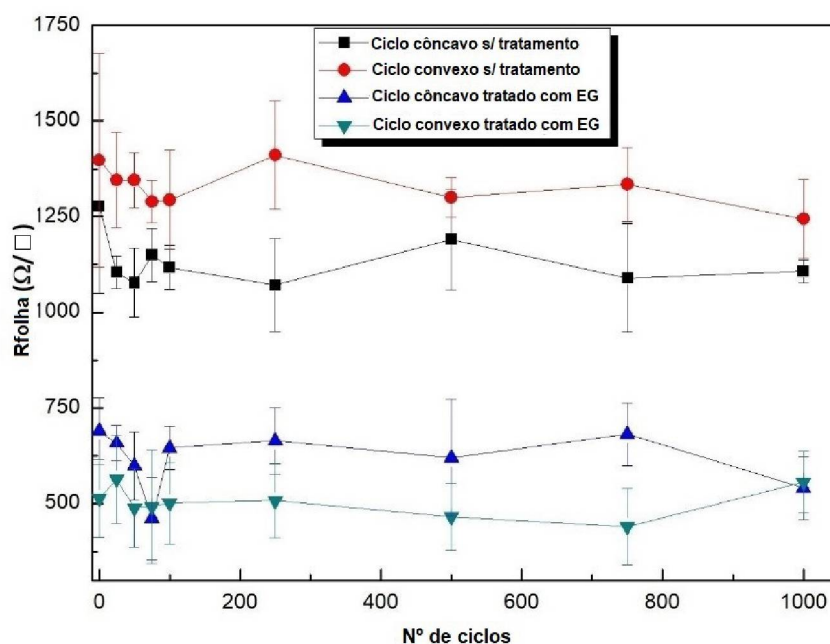 1750
1500
1250
1000
750
500
Rfolha (Ω/□)
Ciclo côncavo s/ tratamento
Ciclo convexo s/ tratamento
Ciclo côncavo tratado com EG
Ciclo convexo tratado com EG
0 200 400 600 800 1000
Nº de ciclos